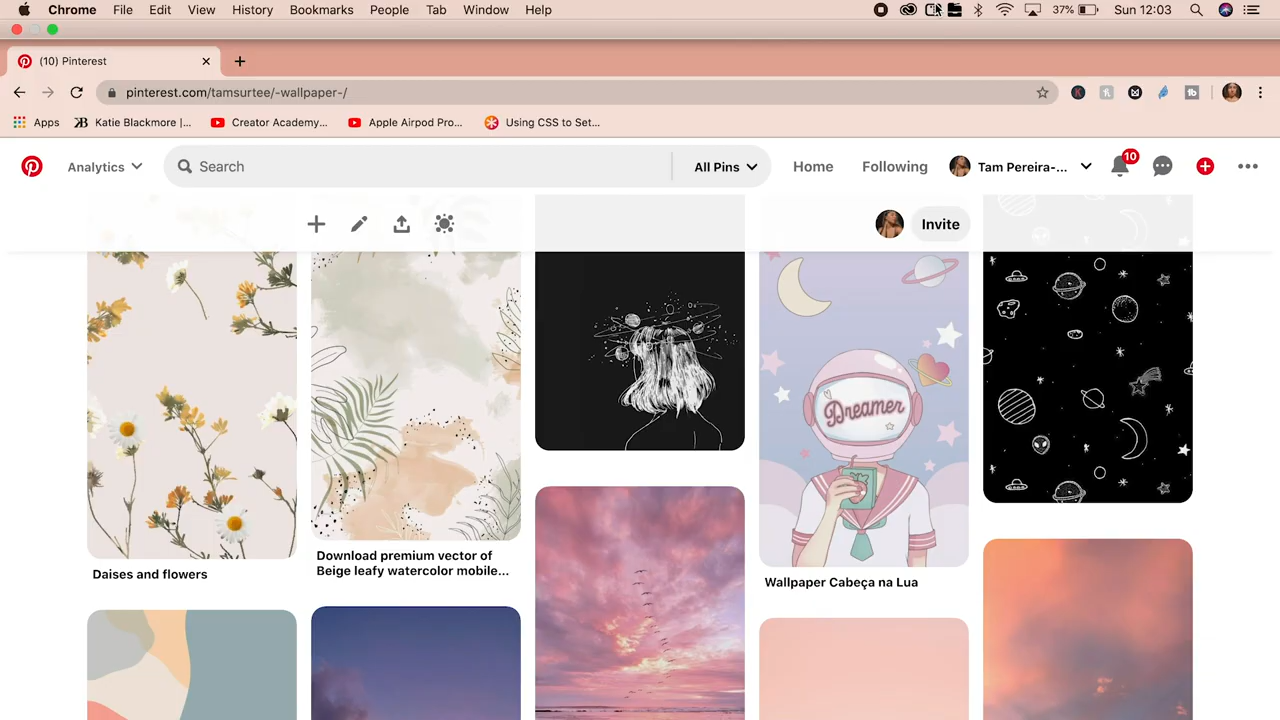 Chrome File Edit View History Bookmarks People Tab Window Help 37% Sun 12:03
(10) Pinterest
pinterest.com/tamsurtee/-wallpaper-/
Apps Katie Blackmore |... Creator Academy... Apple Airpod Pro... Using CSS to Set...
Analytics Search All Pins Home Following Tam Pereira-... 10
Invite
Dreamer
Daises and flowers
Download premium vector of
Beige leafy watercolor mobile...
Wallpaper Cabeça na Lua